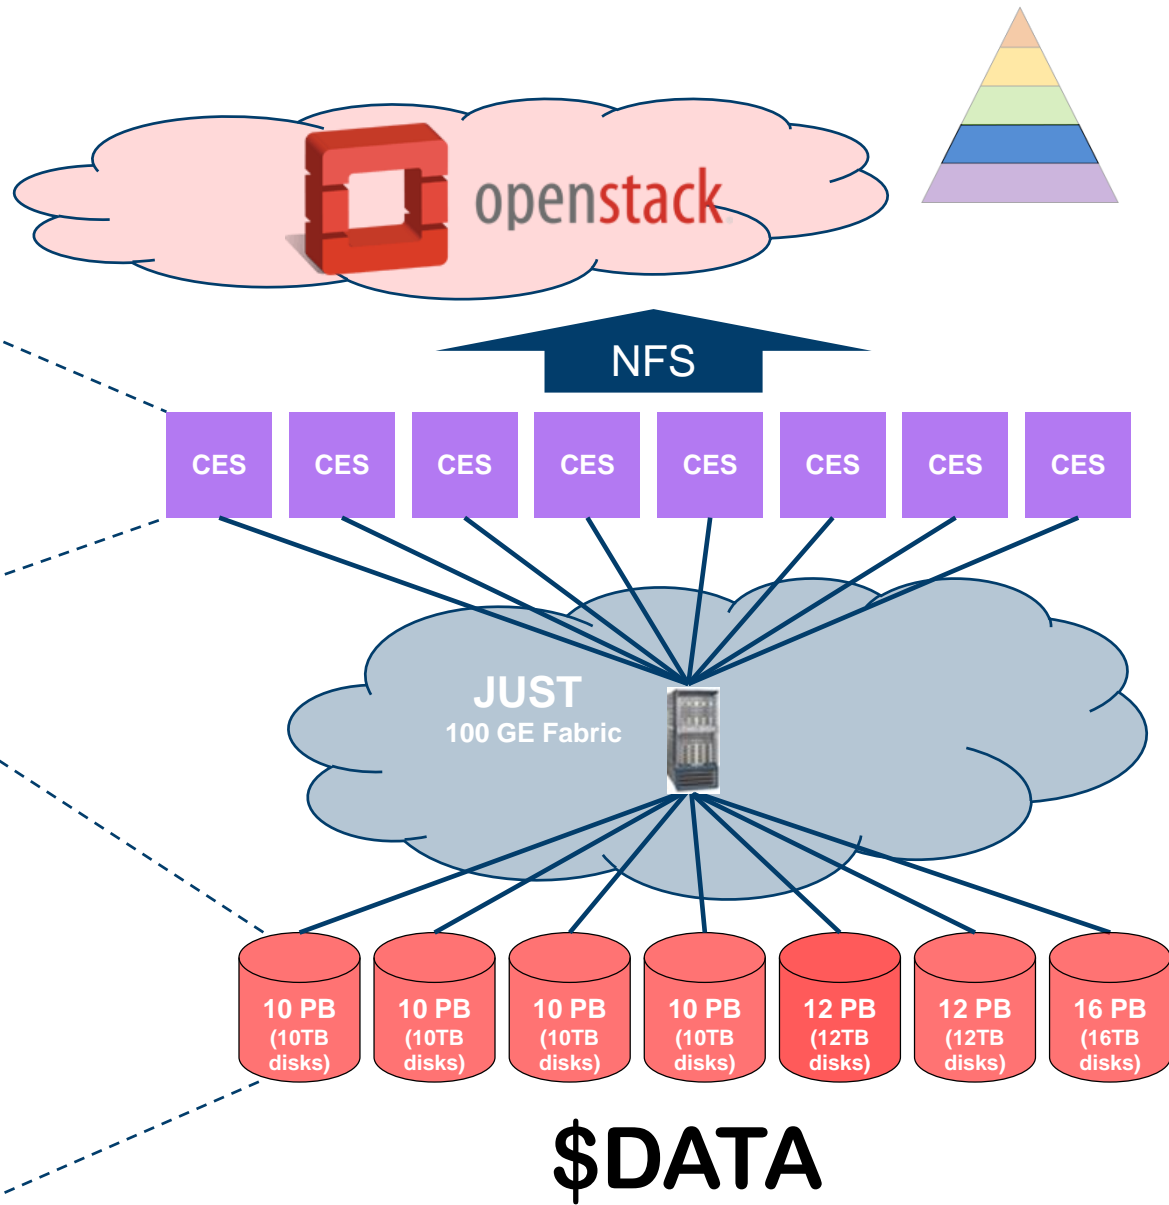 openstack
NFS
CES CES CES CES CES CES CES CES
JUST
100 GE Fabric
10 PB 10 PB 10 PB 10 PB 12 PB 12 PB 16 PB
(10TB (10TB (10TB (10TB (12TB (12TB (16TB
disks) disks) disks) disks) disks) disks) disks)
$DATA